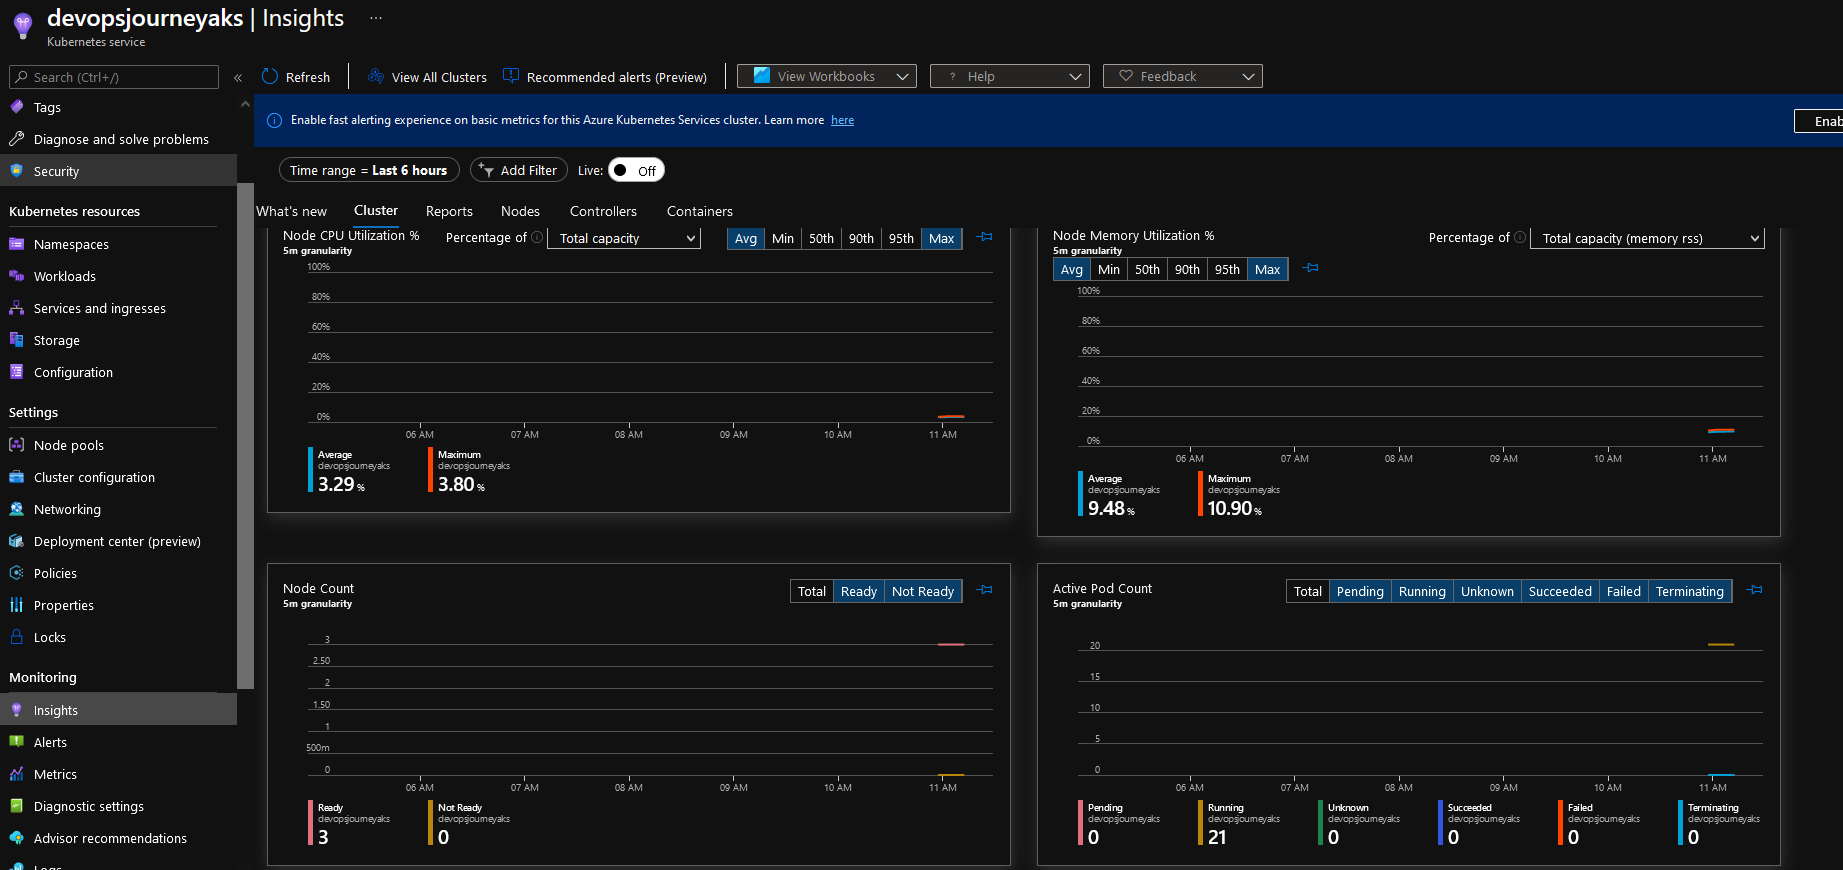 devopsjourneyaks | Insights ...
Kubernetes service
Search (Ctrl+/)
«
Refresh
View All Clusters
Recommended alerts (Preview)
View Workbooks
? Help
Feedback
Tags
Diagnose and solve problems
Security
Kubernetes resources
Namespaces
Workloads
Services and ingresses
Storage
Configuration
Settings
Node pools
Cluster configuration
Networking
Deployment center (preview)
Policies
Properties
Locks
Monitoring
Insights
Alerts
Metrics
Diagnostic settings
Advisor recommendations
Logs
Enable fast alerting experience on basic metrics for this Azure Kubernetes Services cluster. Learn more here
Enab
Time range = Last 6 hours
Add Filter
Live: Off
What's new
Cluster
Reports
Nodes
Controllers
Containers
Node CPU Utilization %
5m granularity
Percentage of
Total capacity
Avg Min 50th 90th 95th Max
100%
80%
60%
40%
20%
0%
06 AM 07 AM 08 AM 09 AM 10 AM 11 AM
Average
devopsjourneyaks
3.29 %
Maximum
devopsjourneyaks
3.80 %
Node Memory Utilization %
5m granularity
Percentage of
Total capacity (memory rss)
Avg Min 50th 90th 95th Max
100%
80%
60%
40%
20%
0%
06 AM 07 AM 08 AM 09 AM 10 AM 11 AM
Average
devopsjourneyaks
9.48 %
Maximum
devopsjourneyaks
10.90 %
Node Count
5m granularity
Total Ready Not Ready
3
2.50
2
1.50
1
500m
0
06 AM 07 AM 08 AM 09 AM 10 AM 11 AM
Ready
devopsjourneyaks
3
Not Ready
devopsjourneyaks
0
Active Pod Count
5m granularity
Total Pending Running Unknown Succeeded Failed Terminating
20
15
10
5
0
06 AM 07 AM 08 AM 09 AM 10 AM 11 AM
Pending
devopsjourneyaks
0
Running
devopsjourneyaks
21
Unknown
devopsjourneyaks
0
Succeeded
devopsjourneyaks
0
Failed
devopsjourneyaks
0
Terminating
devopsjourneyaks
0